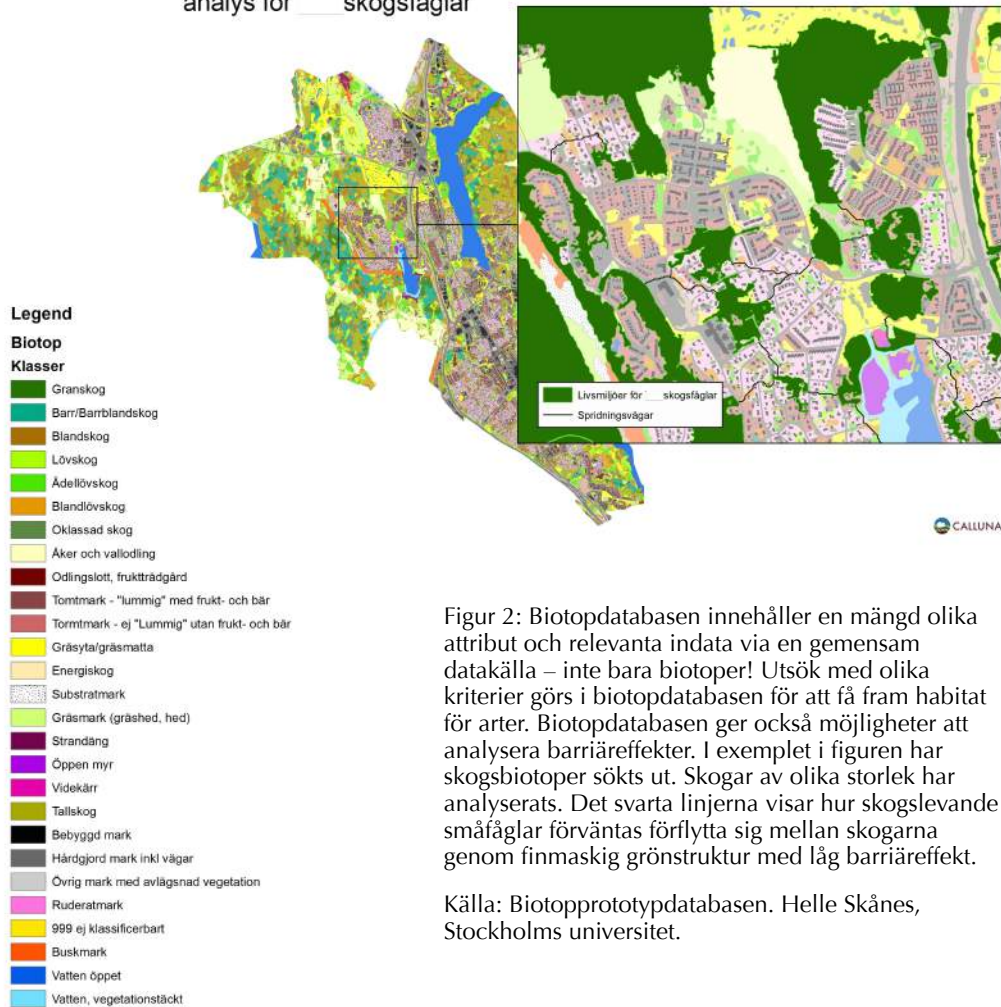 analys för ___skogsfåglar
Legend
Biotop
Klasser
Granskog
Barr/Barrblandskog
Blandskog
Lövskog
Ädellövskog
Blandlövskog
Oklassad skog
Åker och vallodling
Odlingslott, fruktträdgård
Tomtmark - "lummig" med frukt- och bär
Tormtmark - ej "Lummig" utan frukt- och bär
Gräsyta/gräsmatta
Energiskog
Substratmark
Gräsmark (gräshed, hed)
Strandäng
Öppen myr
Videkärr
Tallskog
Bebyggd mark
Hårdgjord mark inkl vägar
Övrig mark med avlägsnad vegetation
Ruderatmark
999 ej klassificerbart
Buskmark
Vatten öppet
Vatten, vegetationstäckt
Livsmiljöer för ___skogsfåglar
Spridningsvägar
CALLUNA
Figur 2: Biotopdatabasen innehåller en mängd olika
attribut och relevanta indata via en gemensam
datakälla – inte bara biotoper! Utsök med olika
kriterier görs i biotopdatabasen för att få fram habitat
för arter. Biotopdatabasen ger också möjligheter att
analysera barriäreffekter. I exemplet i figuren har
skogsbiotoper sökts ut. Skogar av olika storlek har
analyserats. Det svarta linjerna visar hur skogslevande
småfåglar förväntas förflytta sig mellan skogarna
genom finmaskig grönstruktur med låg barriäreffekt.
Källa: Biotopprototypdatabasen. Helle Skånes,
Stockholms universitet.